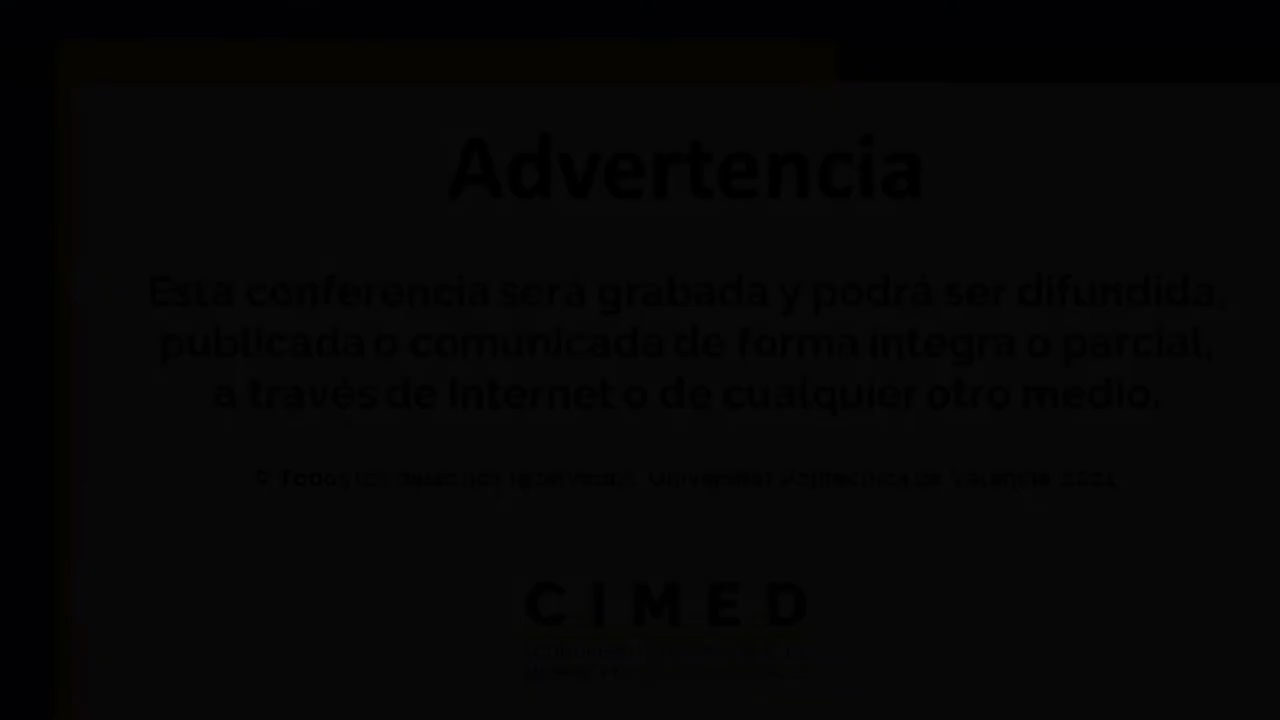 Advertencia
Esta conferencia será grabada y podrá ser difundida,
publicada o comunicada de forma íntegra o parcial,
a través de Internet o de cualquier otro medio.
© Todos los derechos reservados. Universitat Politècnica de València
CIMED